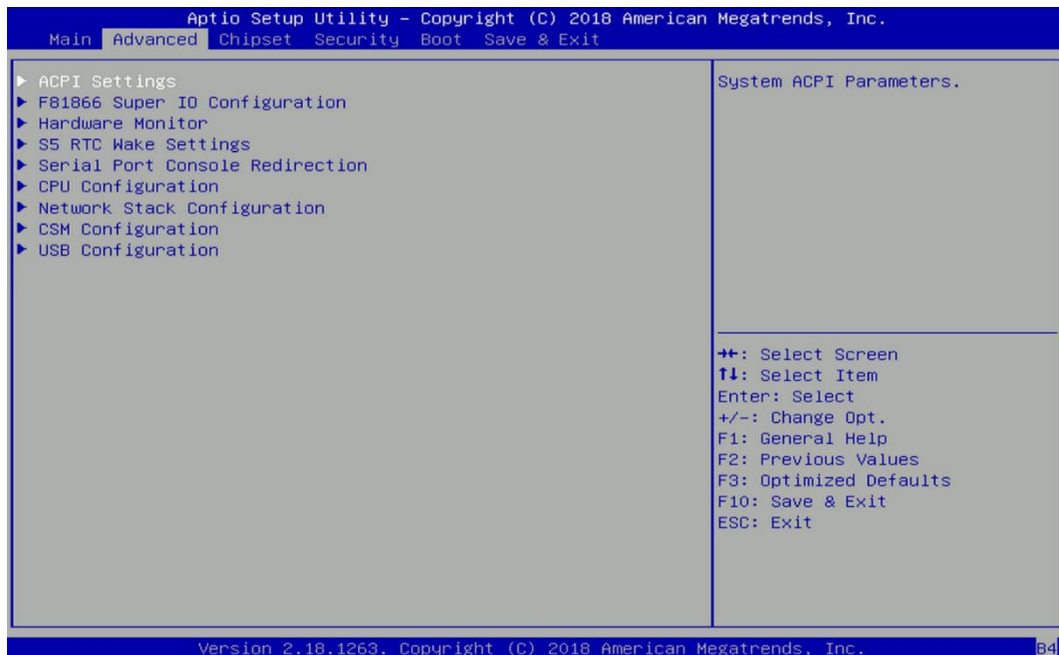 Aptio Setup Utility – Copyright (C) 2018 American Megatrends, Inc.
Main Advanced Chipset Security Boot Save & Exit
▶ ACPI Settings
▶ F81866 Super IO Configuration
▶ Hardware Monitor
▶ S5 RTC Wake Settings
▶ Serial Port Console Redirection
▶ CPU Configuration
▶ Network Stack Configuration
▶ CSM Configuration
▶ USB Configuration
System ACPI Parameters.
→←: Select Screen
↑↓: Select Item
Enter: Select
+/-: Change Opt.
F1: General Help
F2: Previous Values
F3: Optimized Defaults
F10: Save & Exit
ESC: Exit
Version 2.18.1263. Copyright (C) 2018 American Megatrends, Inc.
B4